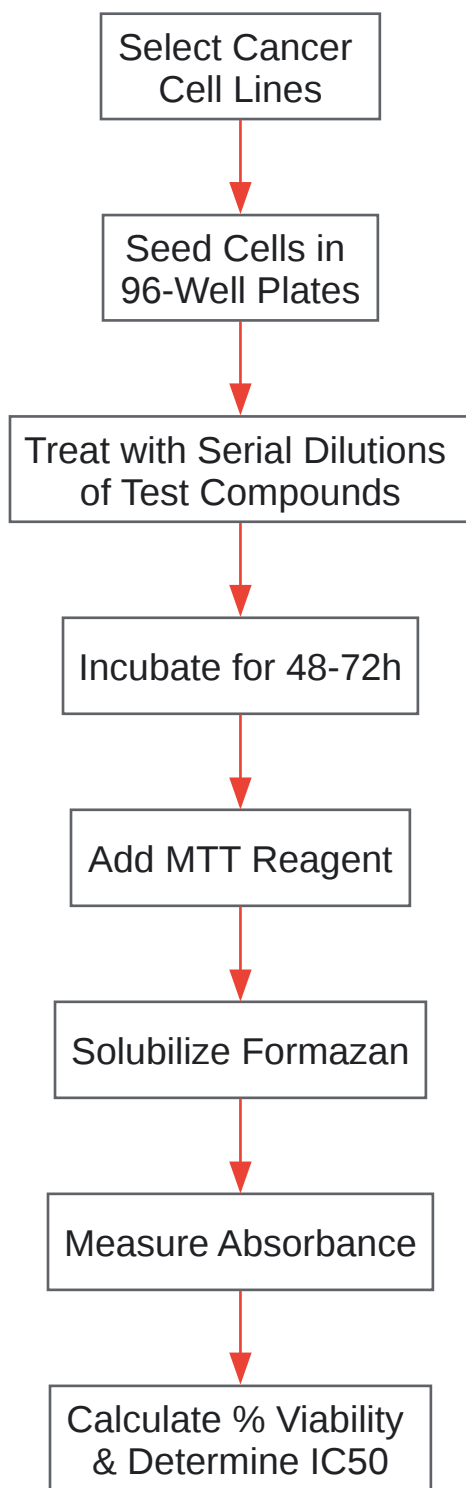 Select Cancer
Cell Lines
Seed Cells in
96-Well Plates
Treat with Serial Dilutions
of Test Compounds
Incubate for 48-72h
Add MTT Reagent
Solubilize Formazan
Measure Absorbance
Calculate % Viability
& Determine IC50